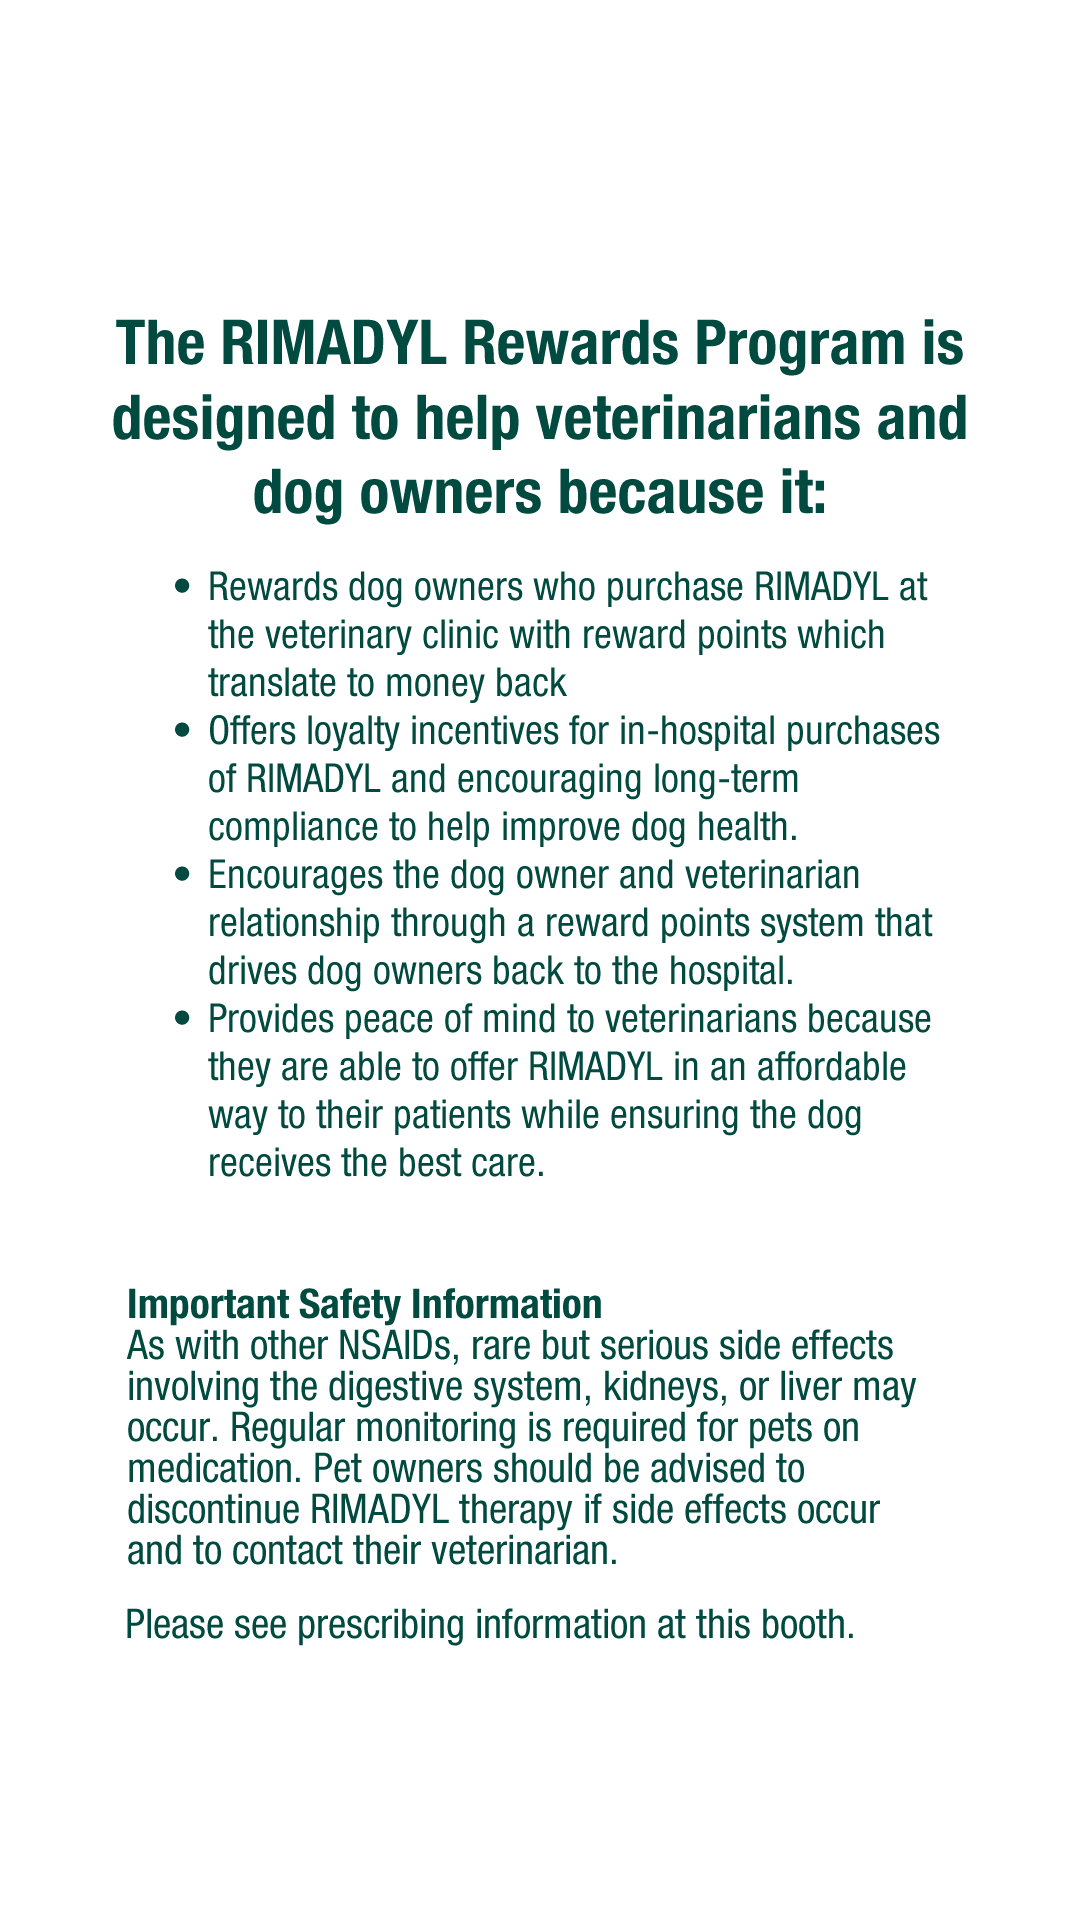 The RIMADYL Rewards Program is
designed to help veterinarians and
dog owners because it:
• Rewards dog owners who purchase RIMADYL at
the veterinary clinic with reward points which
translate to money back
• Offers loyalty incentives for in-hospital purchases
of RIMADYL and encouraging long-term
compliance to help improve dog health.
• Encourages the dog owner and veterinarian
relationship through a reward points system that
drives dog owners back to the hospital.
• Provides peace of mind to veterinarians because
they are able to offer RIMADYL in an affordable
way to their patients while ensuring the dog
receives the best care.
Important Safety Information
As with other NSAIDs, rare but serious side effects
involving the digestive system, kidneys, or liver may
occur. Regular monitoring is required for pets on
medication. Pet owners should be advised to
discontinue RIMADYL therapy if side effects occur
and to contact their veterinarian.
Please see prescribing information at this booth.